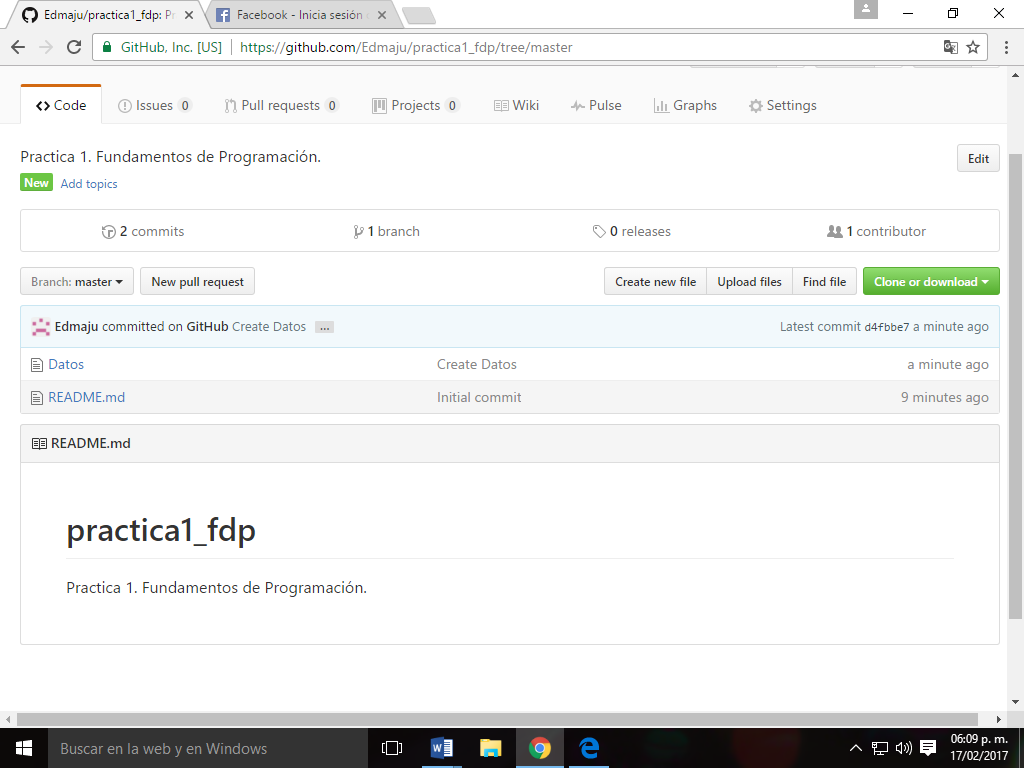 Edmaju/practica1_fdp: Pr
Facebook - Inicia sesión
GitHub, Inc. [US] https://github.com/Edmaju/practica1_fdp/tree/master
Code Issues 0 Pull requests 0 Projects 0 Wiki Pulse Graphs Settings
Practica 1. Fundamentos de Programación.
Edit
New Add topics
2 commits 1 branch 0 releases 1 contributor
Branch: master New pull request Create new file Upload files Find file Clone or download
Edmaju committed on GitHub Create Datos ... Latest commit d4fbbe7 a minute ago
Datos Create Datos a minute ago
README.md Initial commit 9 minutes ago
README.md
practica1_fdp
Practica 1. Fundamentos de Programación.
Buscar en la web y en Windows
06:09 p. m.
17/02/2017